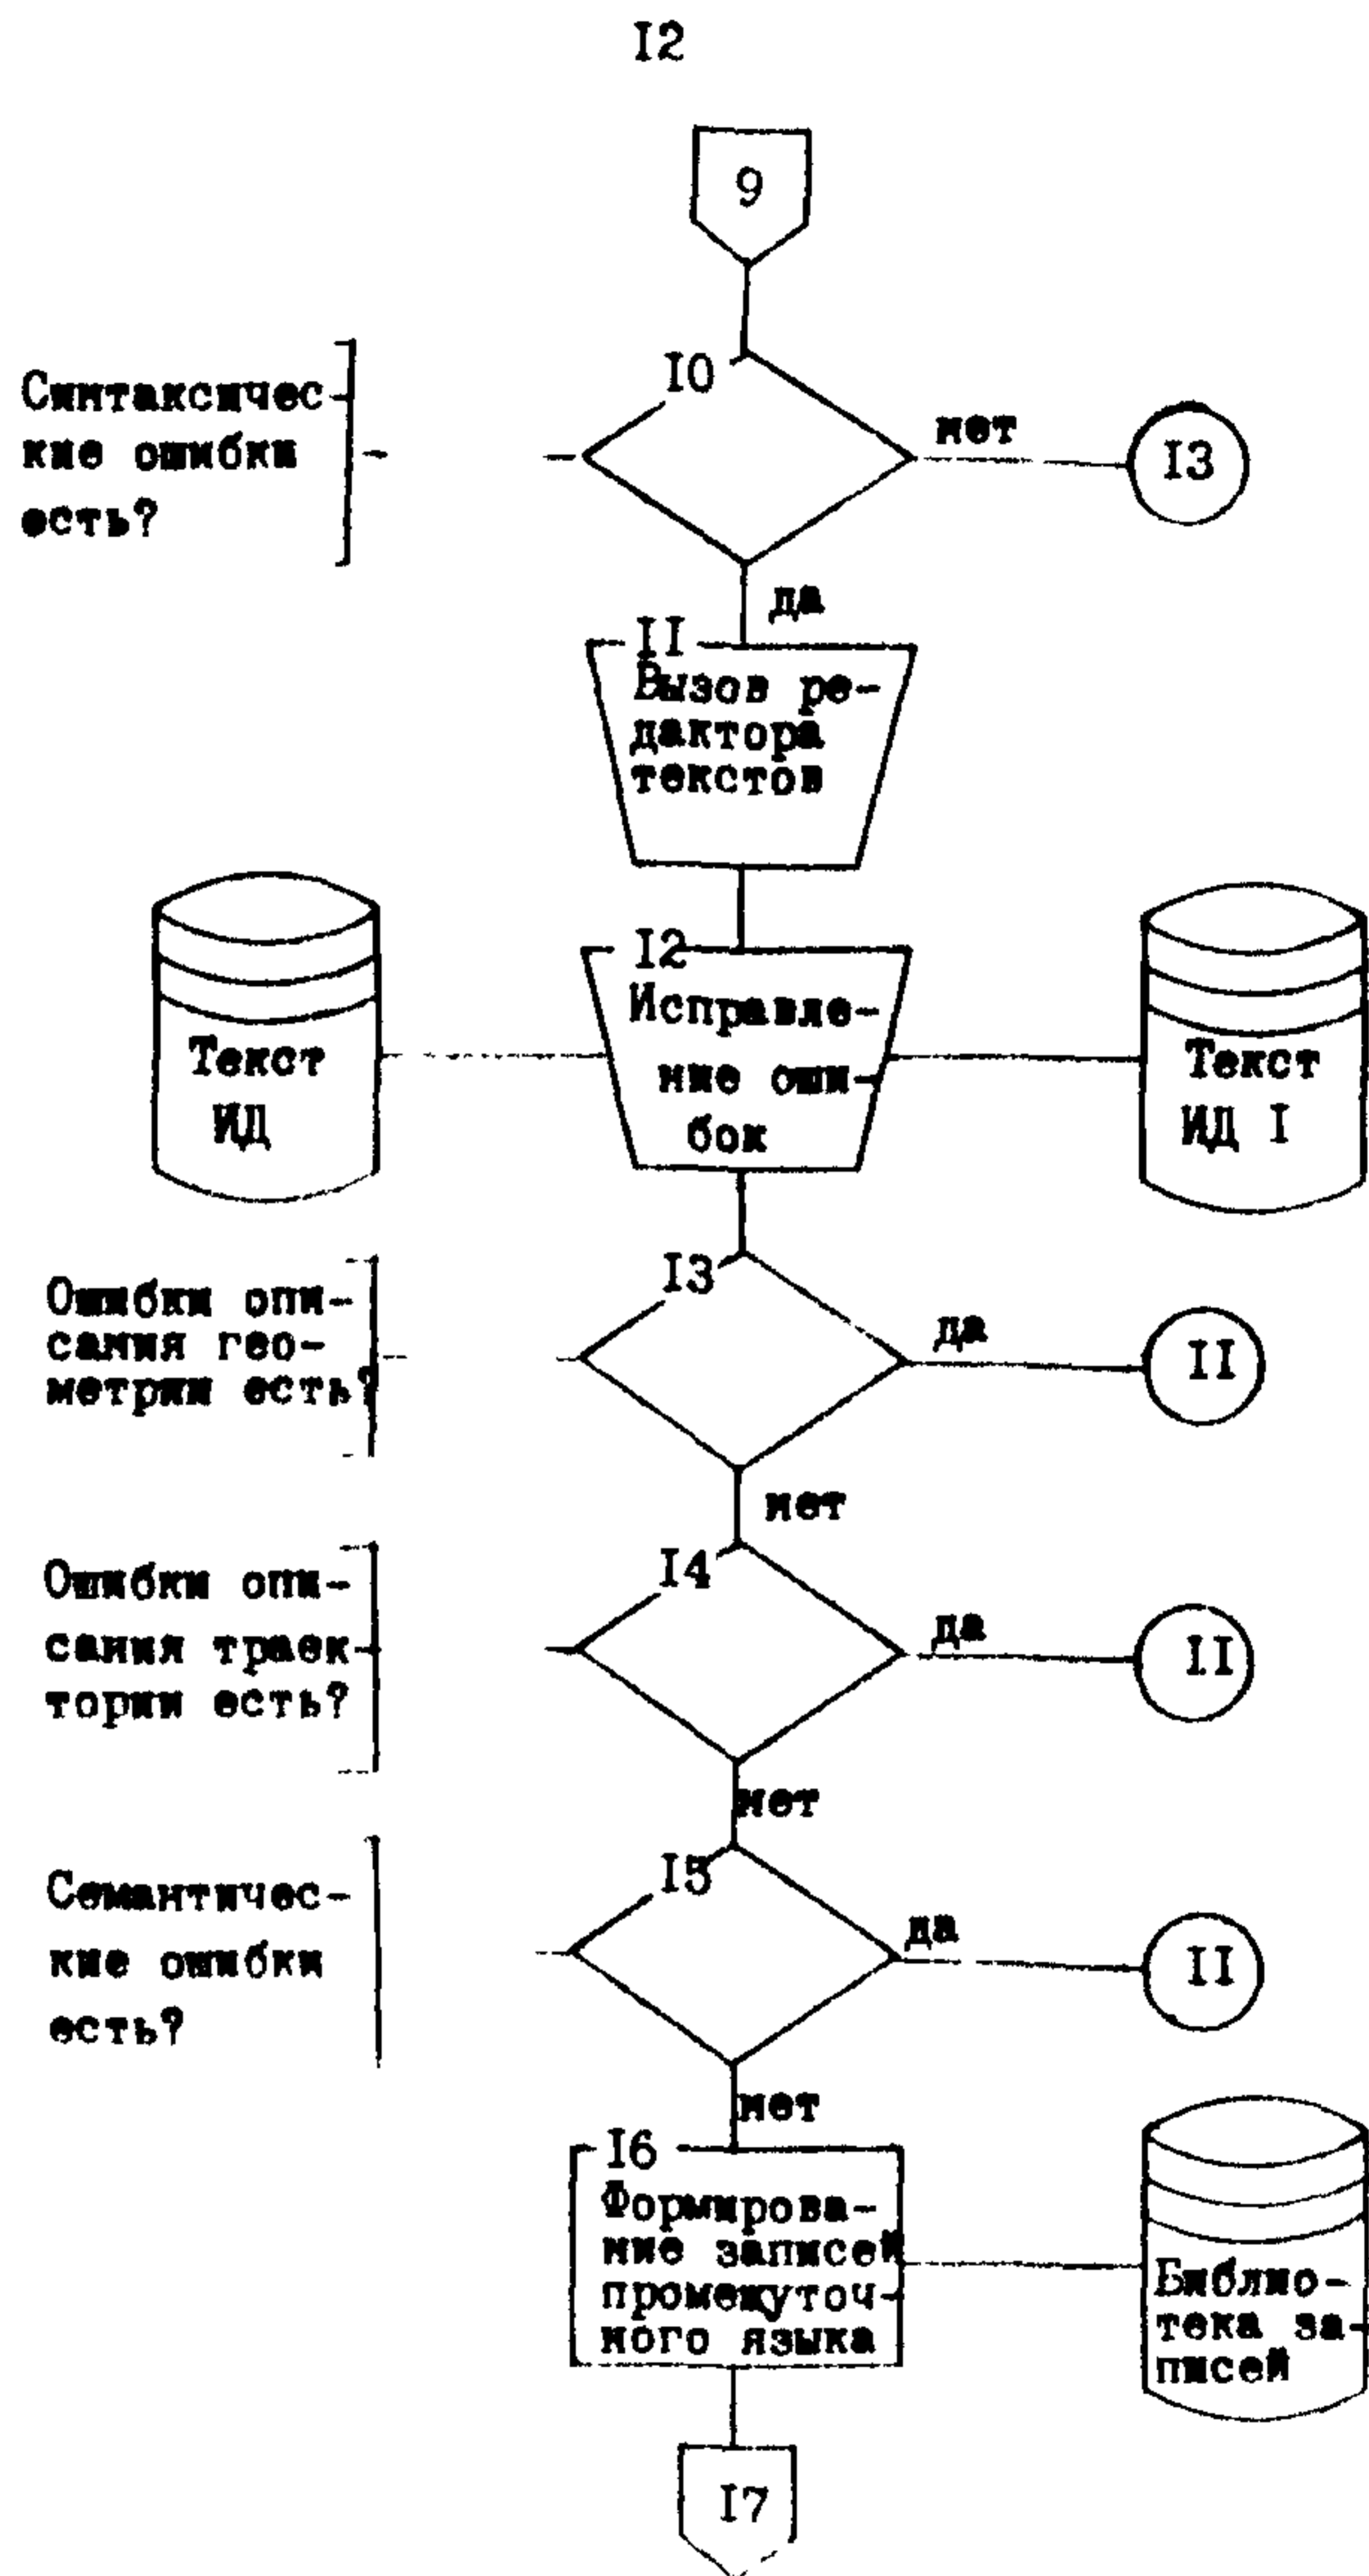 I2
9
I0
Синтаксичес-
кие ошибки
есть?
нет
I3
да
II
Вызов ре-
дактора
текстов
I2
Исправле-
ние оши-
бок
Текст
ИД
Текст
ИД I
I3
Ошибки опи-
сания гео-
метрии есть?
да
II
нет
I4
Ошибки опи-
сания траек-
тории есть?
да
II
нет
I5
Семантичес-
кие ошибки
есть?
да
II
нет
I6
Формирова-
ние записей
промежуточ-
ного языка
Библио-
тека за-
писей
I7